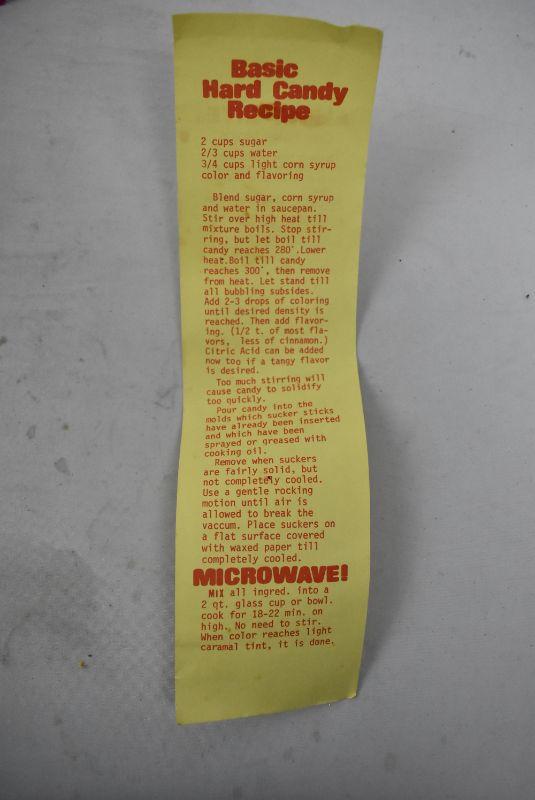 Basic
Hard Candy
Recipe
2 cups sugar
2/3 cups water
3/4 cups light corn syrup
color and flavoring
Blend sugar, corn syrup
and water in saucepan.
Stir over high heat till
mixture boils. Stop stir-
ring, but let boil till
candy reaches 280°.Lower
heat.Boil till candy
reaches 300°, then remove
from heat. Let stand till
all bubbling subsides.
Add 2-3 drops of coloring
until desired density is
reached. Then add flavor-
ing. (1/2 t. of most fla-
vors, less of cinnamon.)
Citric Acid can be added
now too if a tangy flavor
is desired.
Too much stirring will
cause candy to solidify
too quickly.
Pour candy into the
molds which sucker sticks
have already been inserted
and which have been
sprayed or greased with
cooking oil.
Remove when suckers
are fairly solid, but
not completely cooled.
Use a gentle rocking
motion until air is
allowed to break the
vaccum. Place suckers on
a flat surface covered
with waxed paper till
completely cooled.
MICROWAVE!
MIX all ingred. into a
2 qt. glass cup or bowl.
cook for 18-22 min. on
high. No need to stir.
When color reaches light
caramal tint, it is done.